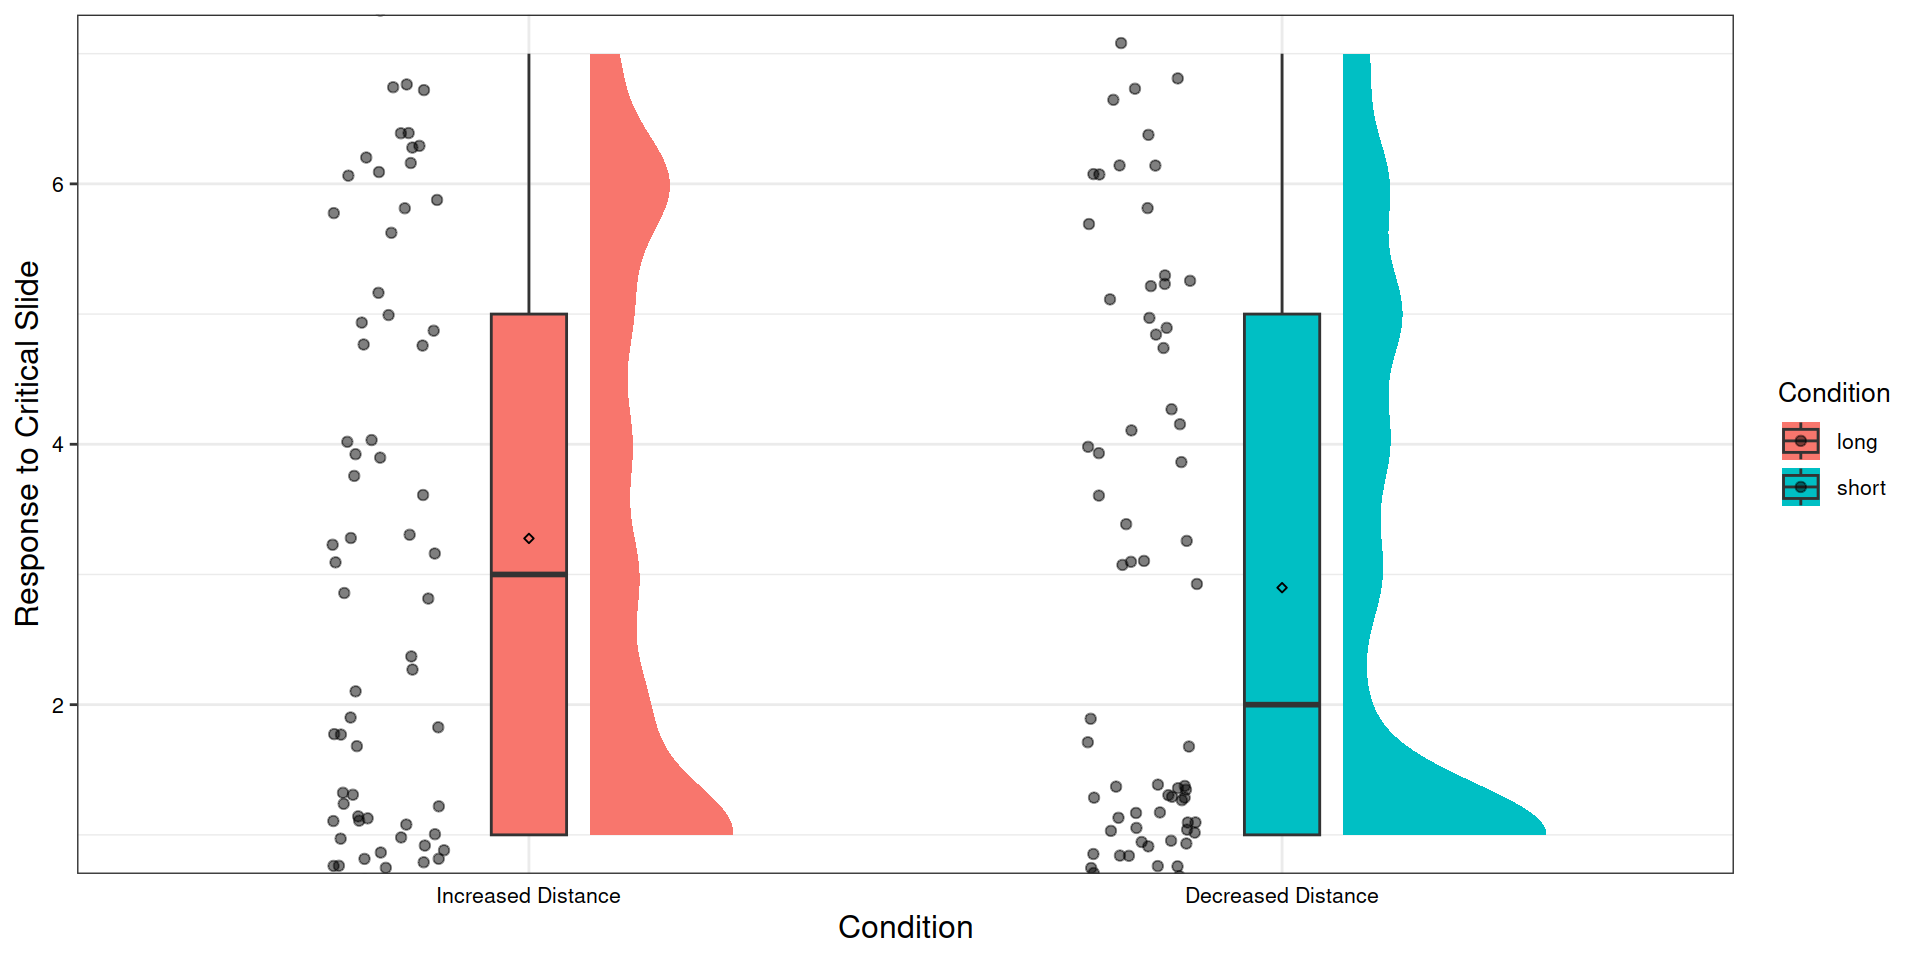 Response to Critical Slide
6
4
2
Increased Distance
Decreased Distance
Condition
Condition
long
short